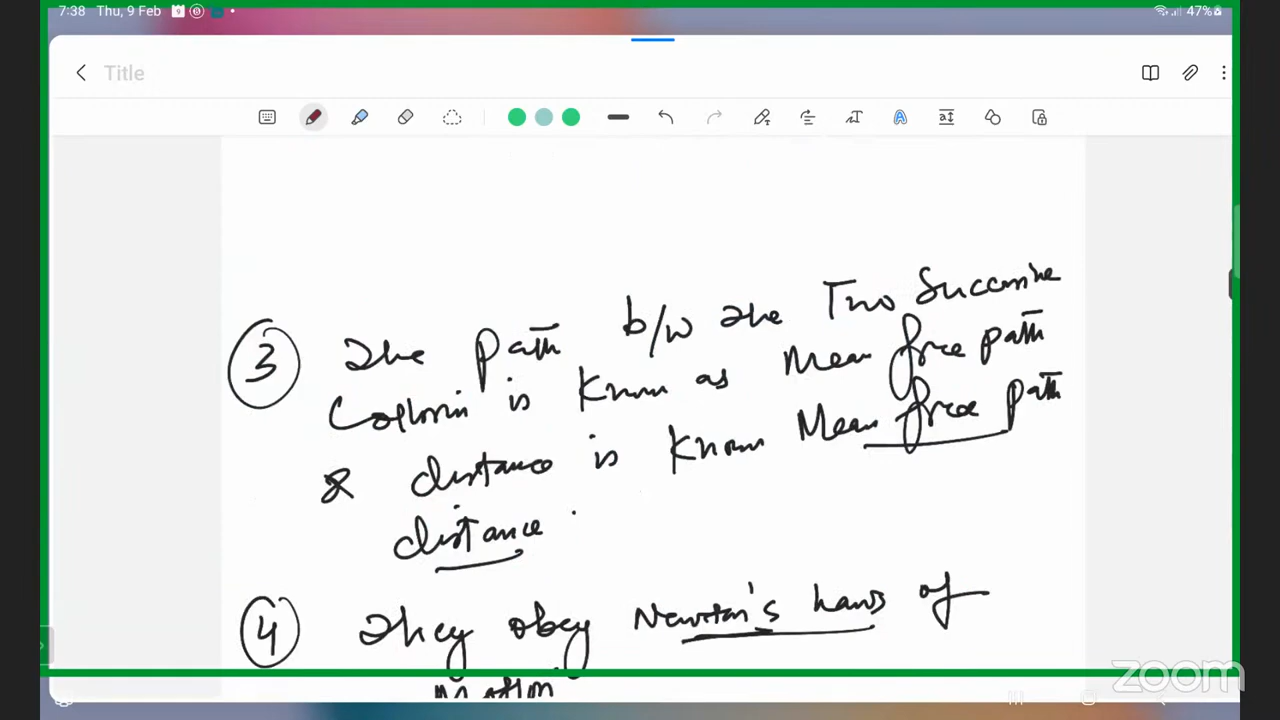 7:38 Thu, 9 Feb
47%
Title
3 The path b/w the Two Successive
Collosin is known as Mean free path
& distance is known Mean free path
distance.
4 They obey Newton's Laws of
Motion
zoom